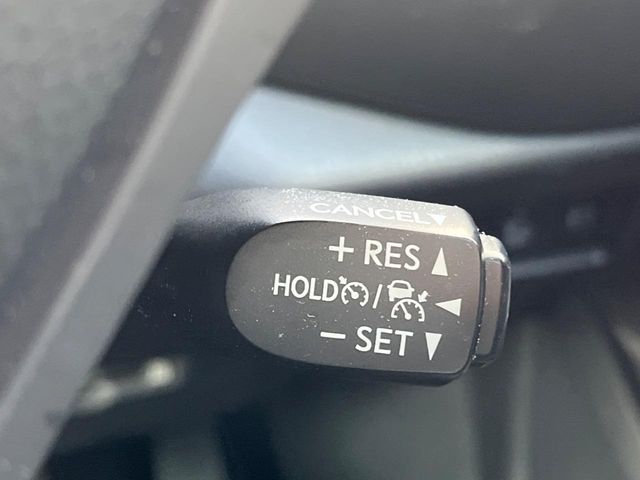 CANCEL▼
+ RES ▲
HOLD / ◀
− SET ▼